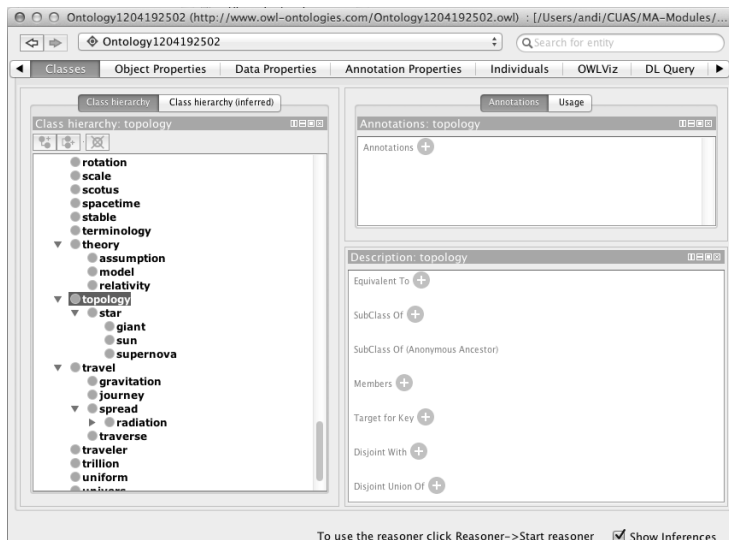 Ontology1204192502 (http://www.owl-ontologies.com/Ontology1204192502.owl) : [/Users/andi/CUAS/MA-Modules/...
Ontology1204192502
Search for entity
Classes Object Properties Data Properties Annotation Properties Individuals OWLViz DL Query
Class hierarchy Class hierarchy (inferred)
Class hierarchy: topology
rotation
scale
scotus
spacetime
stable
terminology
theory
assumption
model
relativity
topology
star
giant
sun
supernova
travel
gravitation
journey
spread
radiation
traverse
traveler
trillion
uniform
univers
Annotations Usage
Annotations: topology
Annotations
Description: topology
Equivalent To
SubClass Of
SubClass Of (Anonymous Ancestor)
Members
Target for Key
Disjoint With
Disjoint Union Of
To use the reasoner click Reasoner->Start reasoner Show Inferences